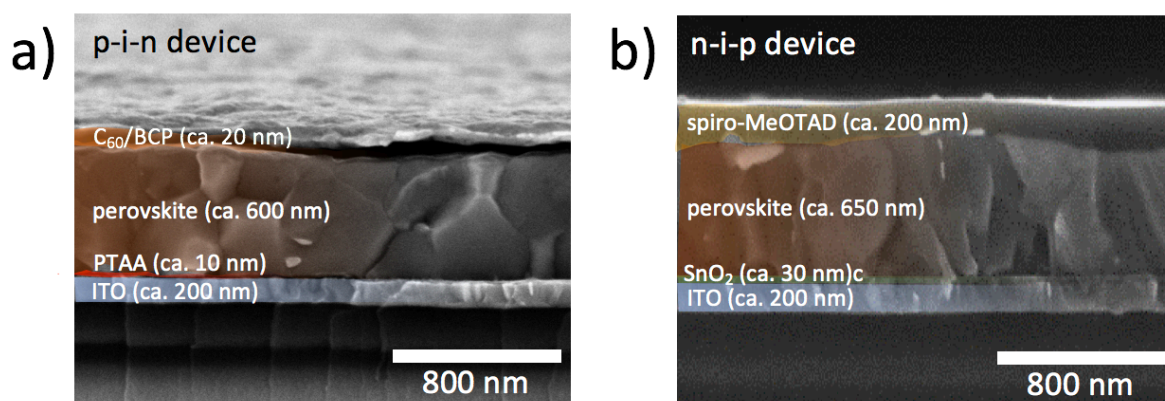 a)
p-i-n device
C₆₀/BCP (ca. 20 nm)
perovskite (ca. 600 nm)
PTAA (ca. 10 nm)
ITO (ca. 200 nm)
800 nm
b)
n-i-p device
spiro-MeOTAD (ca. 200 nm)
perovskite (ca. 650 nm)
SnO₂ (ca. 30 nm)c
ITO (ca. 200 nm)
800 nm